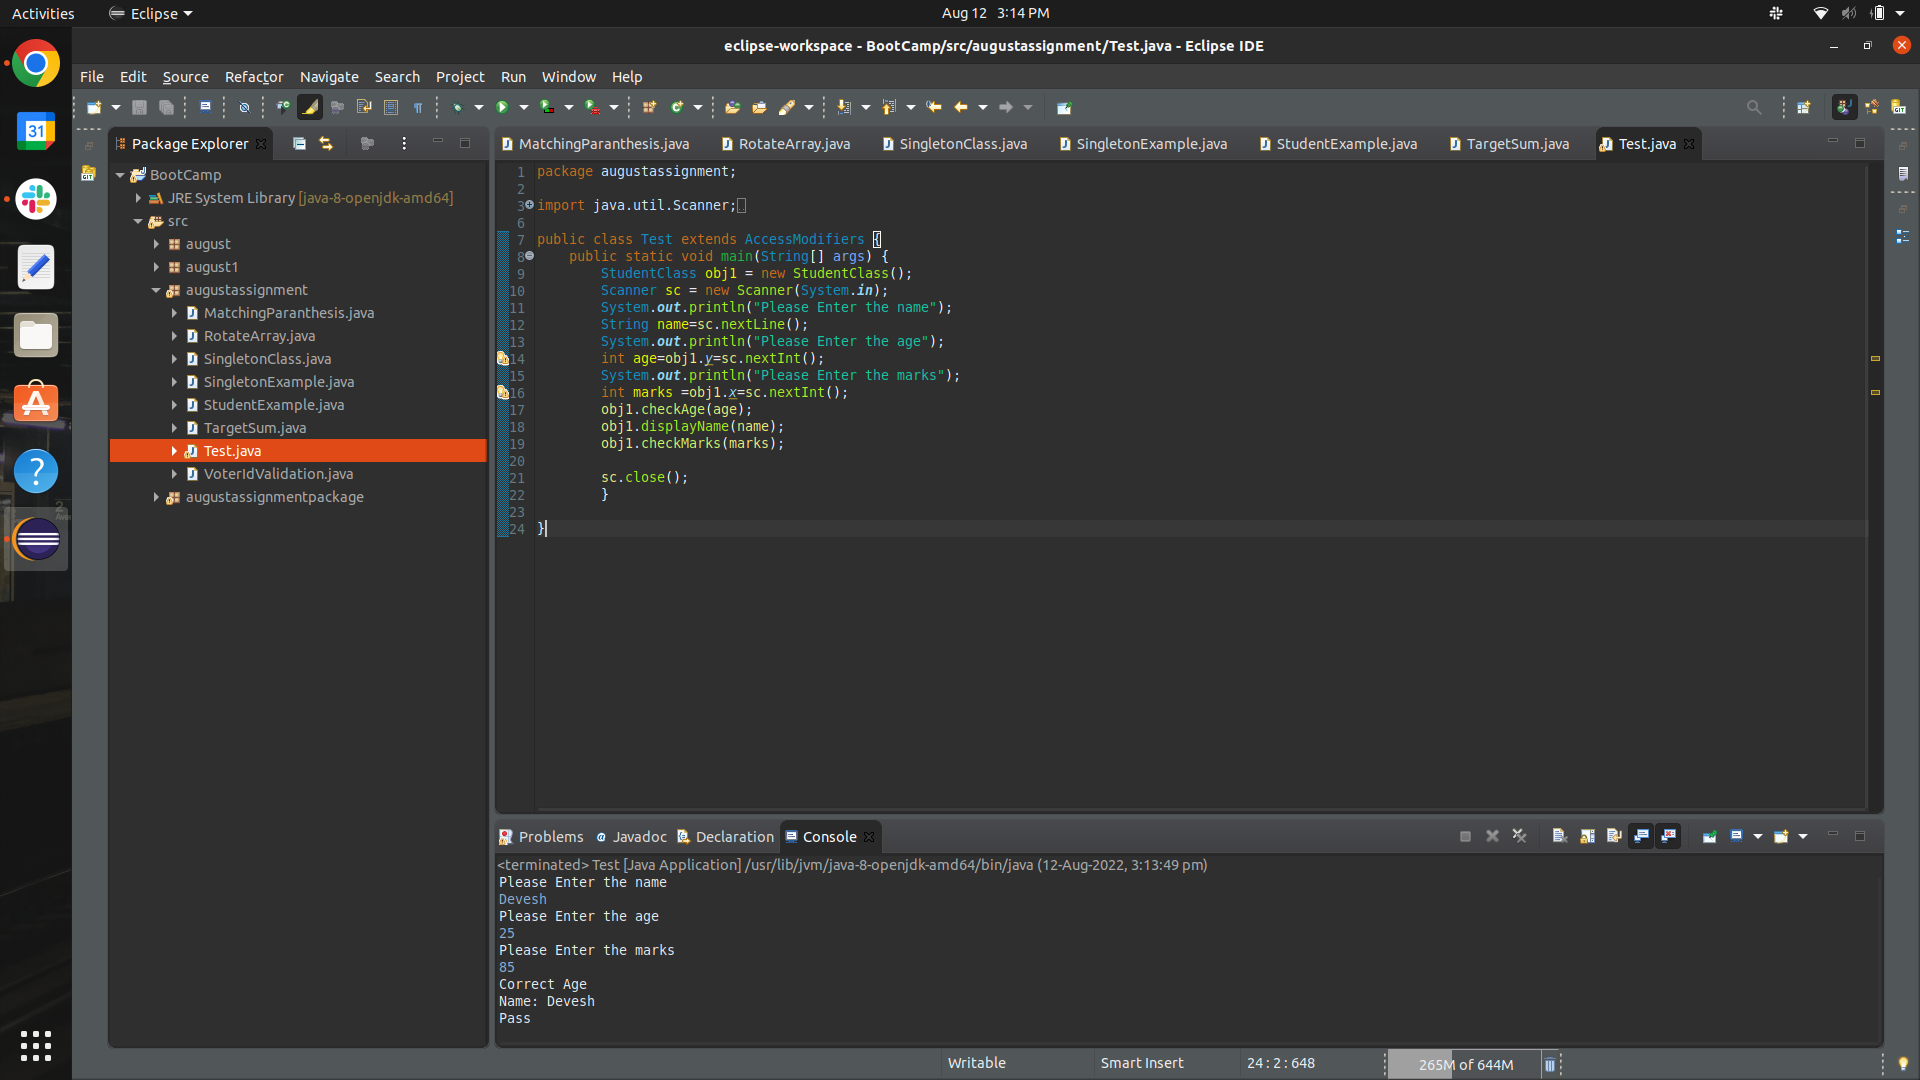 Activities Eclipse Aug 12 3:14 PM
eclipse-workspace - BootCamp/src/augustassignment/Test.java - Eclipse IDE
File Edit Source Refactor Navigate Search Project Run Window Help
31
Package Explorer
BootCamp
JRE System Library [java-8-openjdk-amd64]
src
august
august1
augustassignment
MatchingParanthesis.java
RotateArray.java
SingletonClass.java
SingletonExample.java
StudentExample.java
TargetSum.java
Test.java
VoterIdValidation.java
augustassignmentpackage
MatchingParanthesis.java RotateArray.java SingletonClass.java SingletonExample.java StudentExample.java TargetSum.java Test.java
1 package augustassignment;
2
3 import java.util.Scanner;
6
7 public class Test extends AccessModifiers {
8 public static void main(String[] args) {
9 StudentClass obj1 = new StudentClass();
10 Scanner sc = new Scanner(System.in);
11 System.out.println("Please Enter the name");
12 String name=sc.nextLine();
13 System.out.println("Please Enter the age");
14 int age=obj1.y=sc.nextInt();
15 System.out.println("Please Enter the marks");
16 int marks =obj1.x=sc.nextInt();
17 obj1.checkAge(age);
18 obj1.displayName(name);
19 obj1.checkMarks(marks);
20
21 sc.close();
22 }
23
24 }
Problems Javadoc Declaration Console
<terminated> Test [Java Application] /usr/lib/jvm/java-8-openjdk-amd64/bin/java (12-Aug-2022, 3:13:49 pm)
Please Enter the name
Devesh
Please Enter the age
25
Please Enter the marks
85
Correct Age
Name: Devesh
Pass
Writable Smart Insert 24 : 2 : 648 265M of 644M